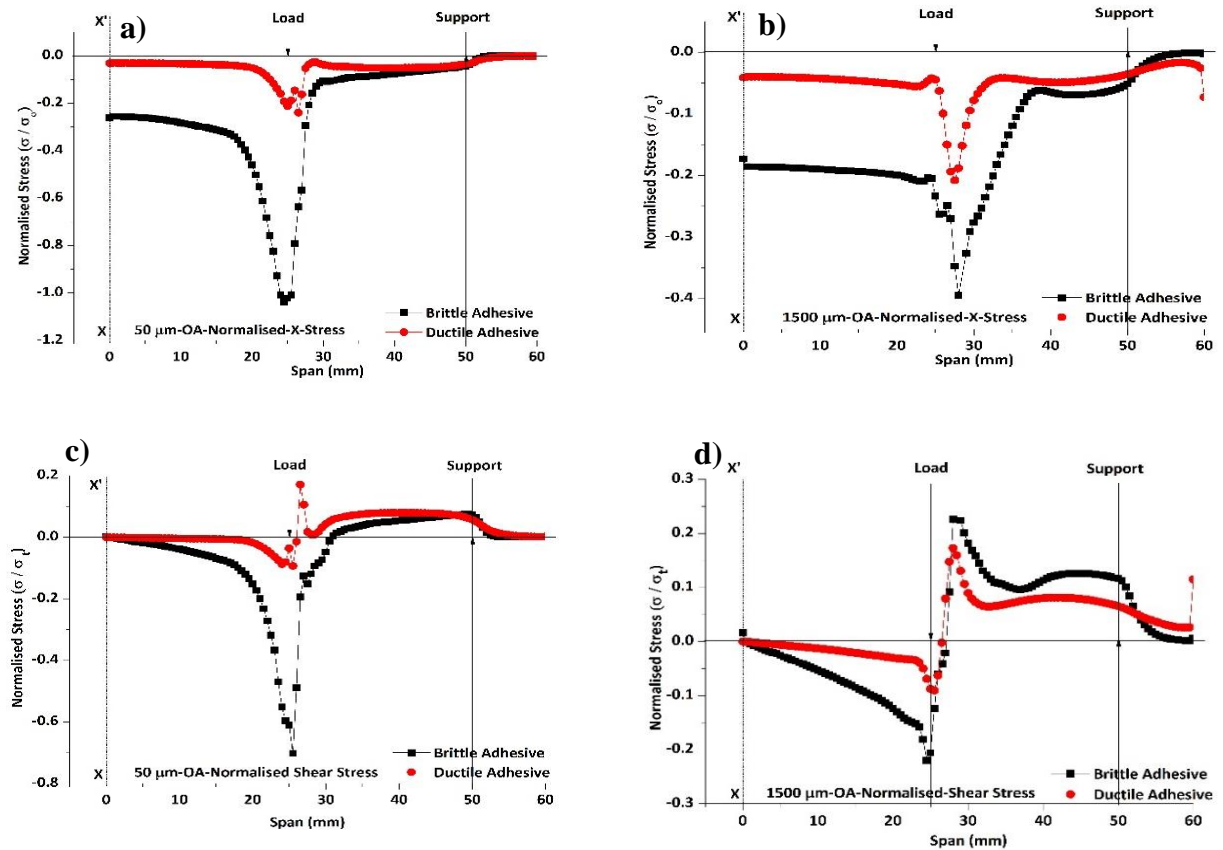 a)
X'
Load
Support
0.0
-0.2
-0.4
-0.6
-0.8
-1.0
-1.2
Normalised Stress (σ / σo)
X
50 µm-OA-Normalised-X-Stress
Brittle Adhesive
Ductile Adhesive
0 10 20 30 40 50 60
Span (mm)
b)
X'
Load
Support
0.0
-0.1
-0.2
-0.3
-0.4
Normalised Stress (σ / σo)
X
1500 µm-OA-Normalised-X-Stress
Brittle Adhesive
Ductile Adhesive
0 10 20 30 40 50 60
Span (mm)
c)
X'
Load
Support
0.2
0.0
-0.2
-0.4
-0.6
-0.8
Normalised Stress (σ / σt)
X
50 µm-OA-Normalised Shear Stress
Brittle Adhesive
Ductile Adhesive
0 10 20 30 40 50 60
Span (mm)
d)
X'
Load
Support
0.3
0.2
0.1
0.0
-0.1
-0.2
-0.3
Normalised Stress (σ / σt)
X
1500 µm-OA-Normalised-Shear Stress
Brittle Adhesive
Ductile Adhesive
0 10 20 30 40 50 60
Span (mm)